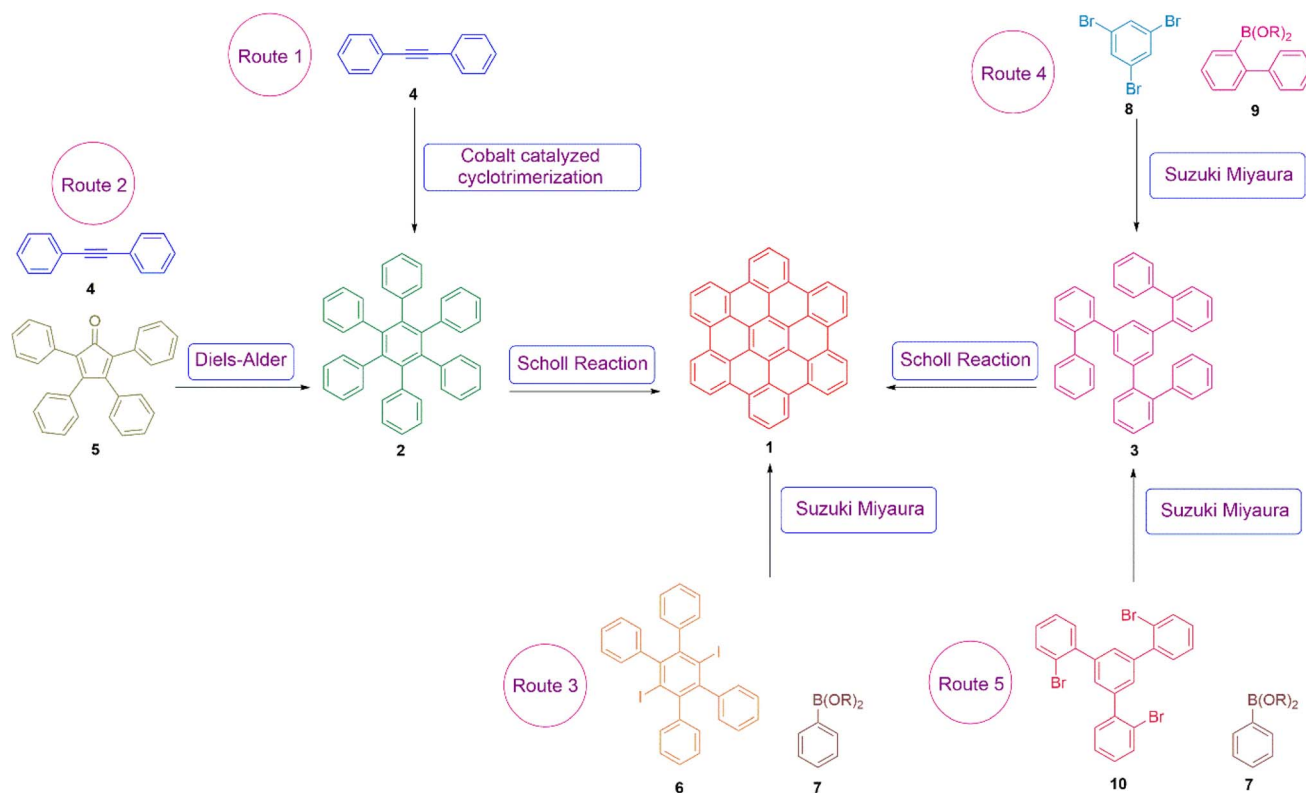 Route 1
4
Cobalt catalyzed
cyclotrimerization
Route 2
4
O
5
Diels-Alder
2
Scholl Reaction
1
Scholl Reaction
3
Route 4
Br
Br
Br
8
B(OR)2
9
Suzuki Miyaura
Suzuki Miyaura
Suzuki Miyaura
Route 3
I
I
6
B(OR)2
7
Route 5
Br
Br
Br
10
B(OR)2
7